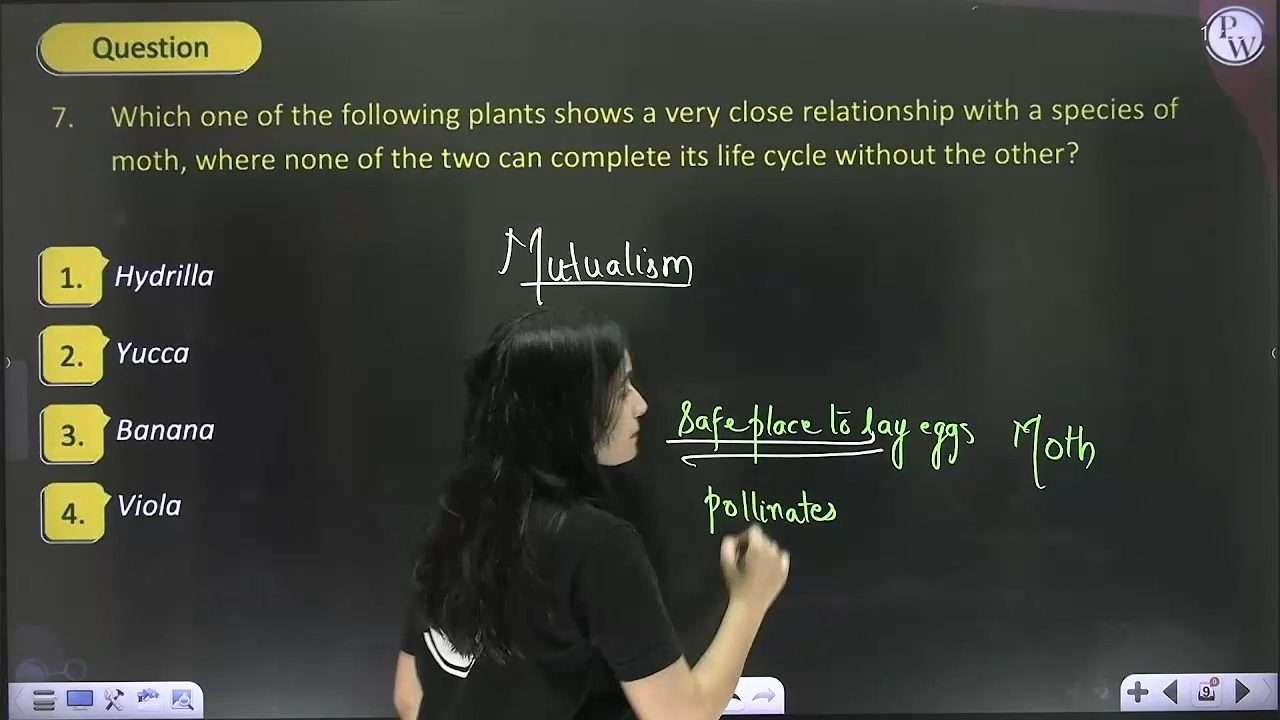 Question
PW
7. Which one of the following plants shows a very close relationship with a species of
moth, where none of the two can complete its life cycle without the other?
Mutualism
1. Hydrilla
2. Yucca
3. Banana
4. Viola
Safe place to lay eggs Moth
pollinates
9